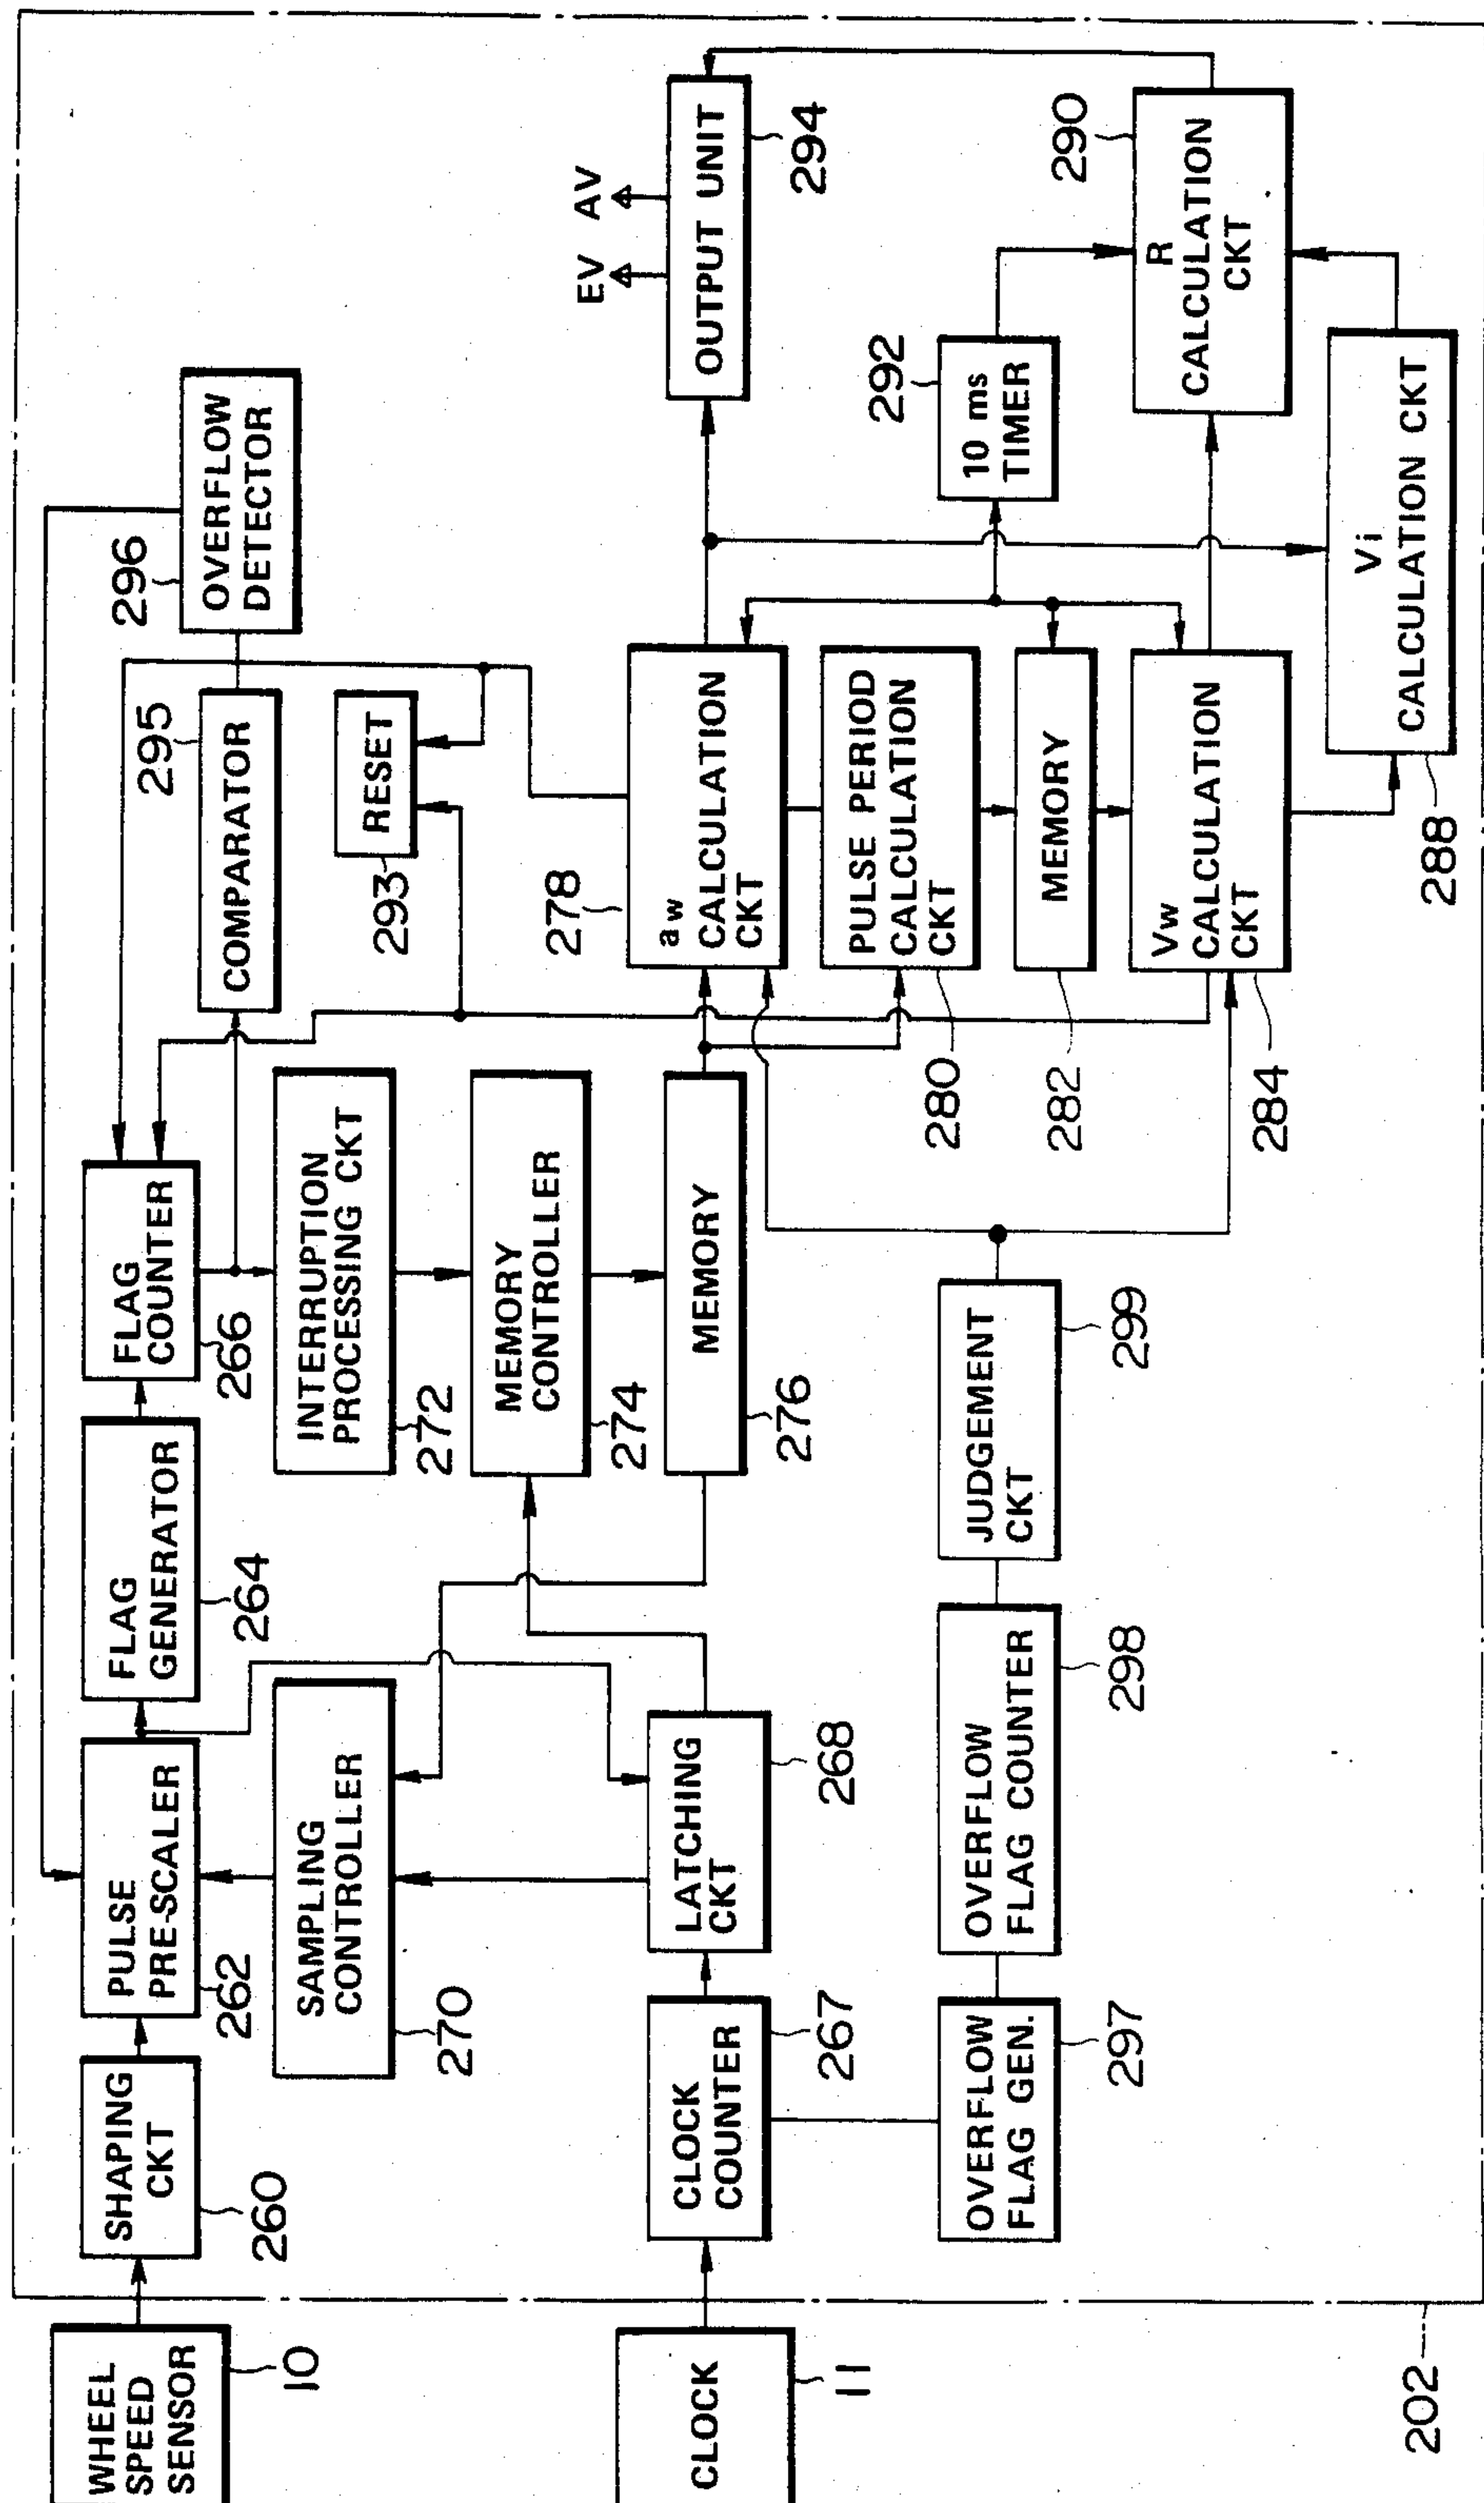 WHEEL
SPEED
SENSOR
10
SHAPING
CKT
260
PULSE
PRE-SCALER
262
FLAG
GENERATOR
264
FLAG
COUNTER
266
COMPARATOR
295
OVERFLOW
DETECTOR
296
SAMPLING
CONTROLLER
270
INTERRUPTION
PROCESSING CKT
272
RESET
293
MEMORY
CONTROLLER
274
CLOCK
11
CLOCK
COUNTER
267
LATCHING
CKT
268
MEMORY
276
aw
CALCULATION
CKT
278
EV AV
OUTPUT UNIT
294
PULSE PERIOD
CALCULATION
CKT
280
OVERFLOW
FLAG GEN.
297
OVERFLOW
FLAG COUNTER
298
JUDGEMENT
CKT
299
MEMORY
282
10 ms
TIMER
292
Vw
CALCULATION
CKT
284
R
CALCULATION
CKT
290
Vi
CALCULATION CKT
288
202